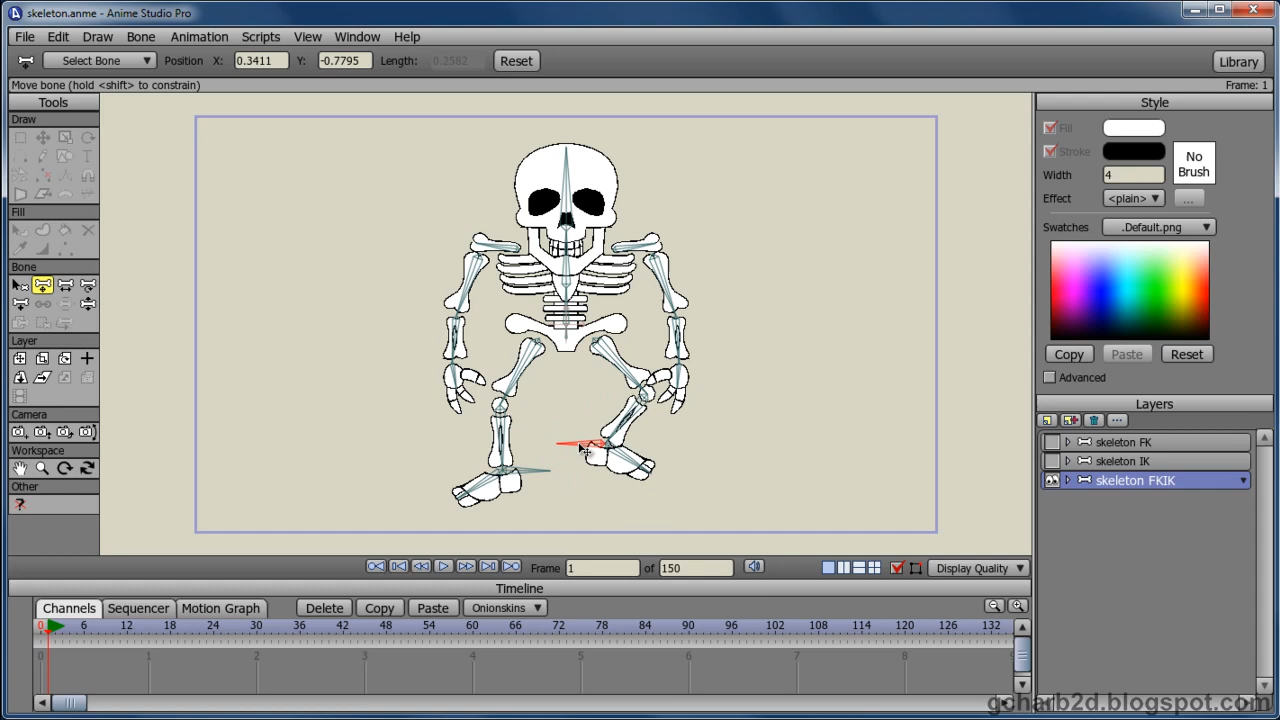 skeleton.anme - Anime Studio Pro
File Edit Draw Bone Animation Scripts View Window Help
Select Bone Position X: 0.3411 Y: -0.7795 Length: 0.2582 Reset Library
Move bone (hold <shift> to constrain) Frame: 1
Tools
Style
Draw
Fill
Stroke
No Brush
Width 4
Effect <plain> ...
Fill
Swatches .Default.png
Bone
Layer
Copy Paste Reset
Advanced
Layers
Camera
skeleton FK
Workspace
skeleton IK
skeleton FKIK
Other
Frame 1 of 150 Display Quality
Timeline
Channels Sequencer Motion Graph Delete Copy Paste Onionskins
0 6 12 18 24 30 36 42 48 54 60 66 72 78 84 90 96 102 108 114 120 126 132
0 1 2 3 4 5 6 7 8
gcharb2d.blogspot.com